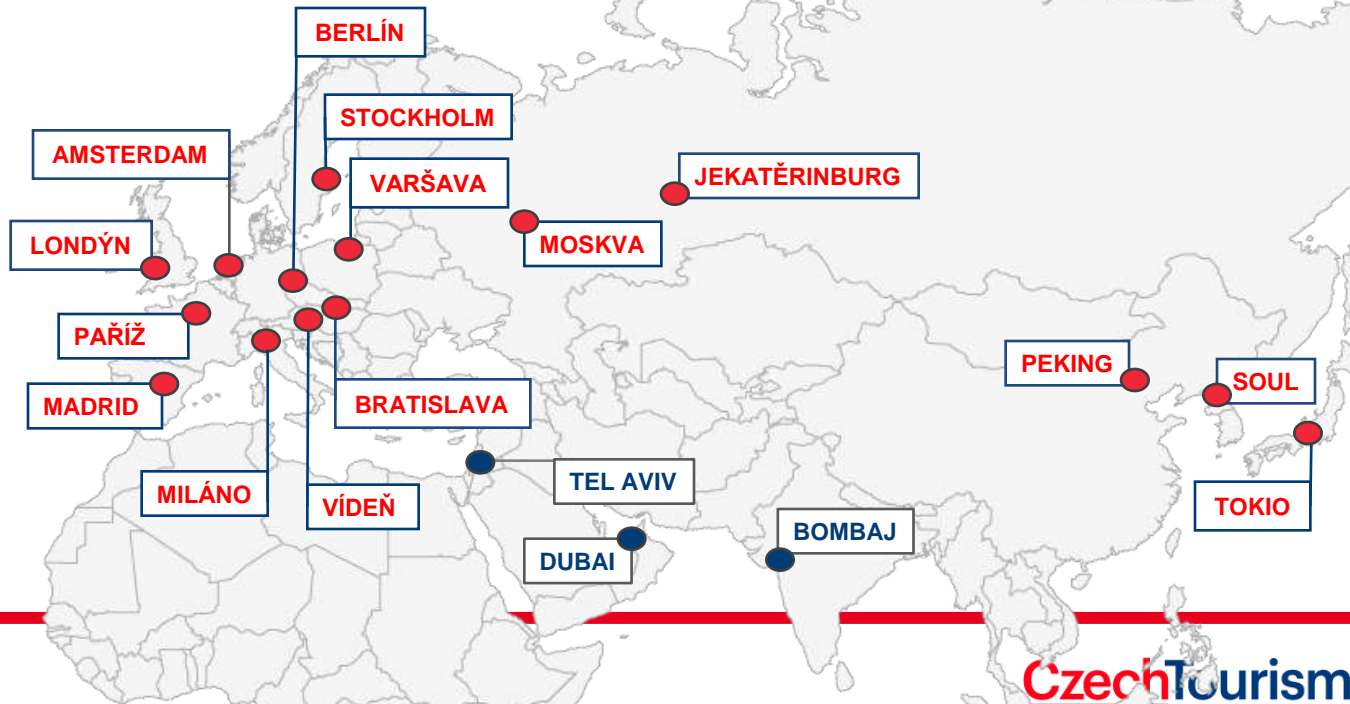 BERLÍN
STOCKHOLM
AMSTERDAM
VARŠAVA
JEKATĚRINBURG
LONDÝN
MOSKVA
PAŘÍŽ
PEKING
SOUL
MADRID
BRATISLAVA
MILÁNO
VÍDEŇ
TEL AVIV
TOKIO
BOMBAJ
DUBAI
CzechTourism